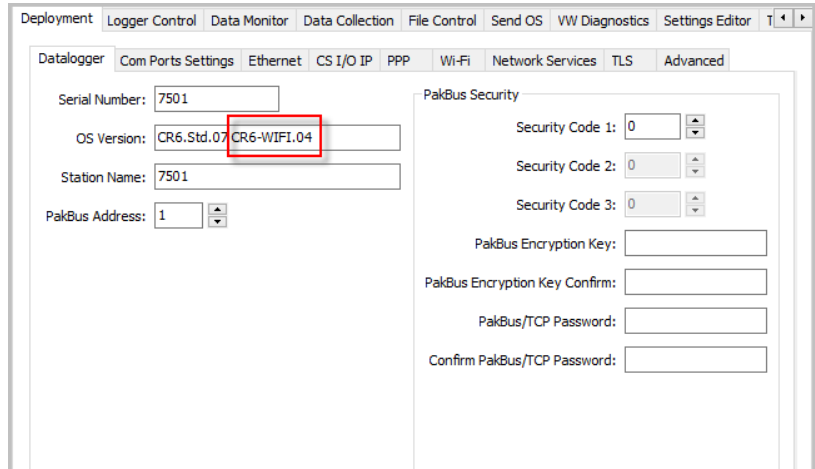 Deployment Logger Control Data Monitor Data Collection File Control Send OS VW Diagnostics Settings Editor T
Datalogger Com Ports Settings Ethernet CS I/O IP PPP Wi-Fi Network Services TLS Advanced
Serial Number: 7501
OS Version: CR6.Std.07 CR6-WIFI.04
Station Name: 7501
PakBus Address: 1
PakBus Security
Security Code 1: 0
Security Code 2: 0
Security Code 3: 0
PakBus Encryption Key:
PakBus Encryption Key Confirm:
PakBus/TCP Password:
Confirm PakBus/TCP Password: